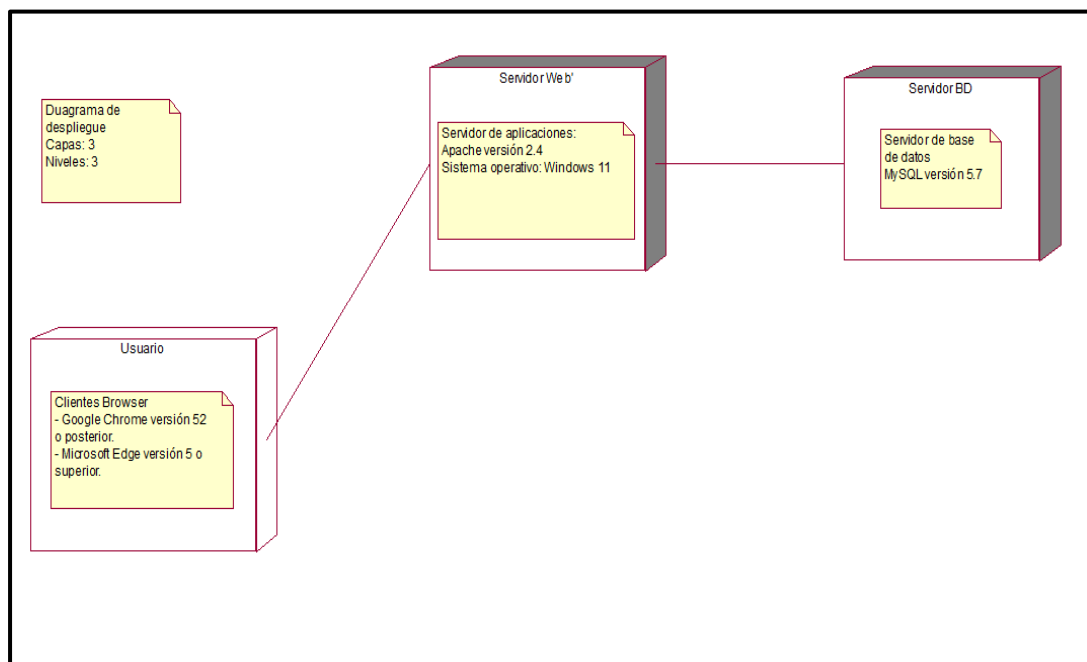 Duagrama de
despliegue
Capas: 3
Niveles: 3
Servidor Web'
Servidor de aplicaciones:
Apache versión 2.4
Sistema operativo: Windows 11
Servidor BD
Servidor de base
de datos
MySQL versión 5.7
Usuario
Clientes Browser
- Google Chrome versión 52
o posterior.
- Microsoft Edge versión 5 o
superior.